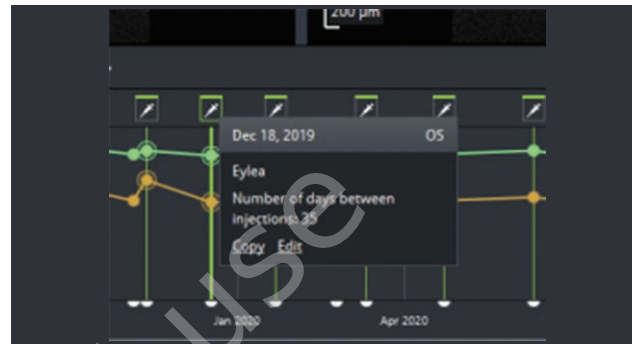 200 µm
Dec 18, 2019 OS
Eylea
Number of days between
injections: 35
Copy Edit
use
Jan 2020 Apr 2020